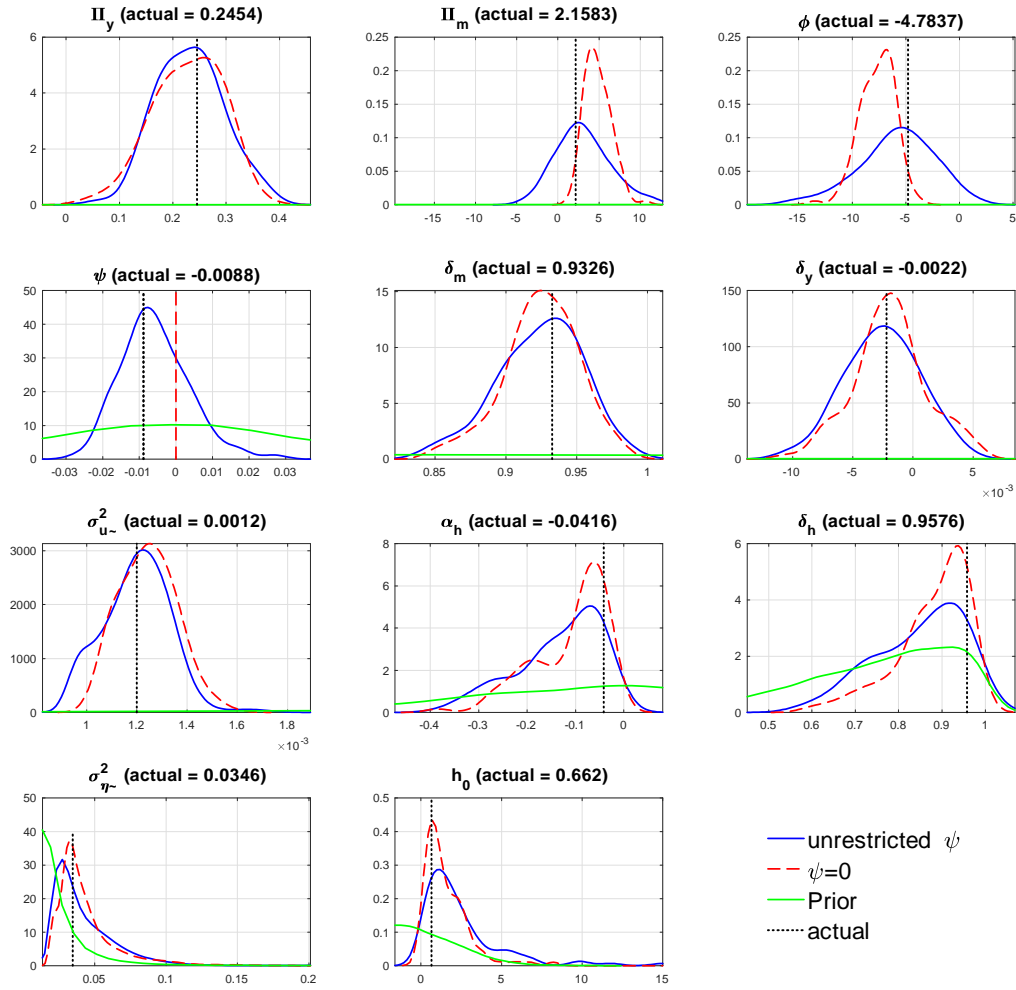 Π_y (actual = 0.2454)
6
4
2
0
0 0.1 0.2 0.3 0.4
Π_m (actual = 2.1583)
0.25
0.2
0.15
0.1
0.05
0
-15 -10 -5 0 5 10
ϕ (actual = -4.7837)
0.25
0.2
0.15
0.1
0.05
0
-15 -10 -5 0 5
ψ (actual = -0.0088)
50
40
30
20
10
0
-0.03 -0.02 -0.01 0 0.01 0.02 0.03
δ_m (actual = 0.9326)
15
10
5
0
0.85 0.9 0.95 1
δ_y (actual = -0.0022)
150
100
50
0
-10 -5 0 5
×10^-3
σ²_u~ (actual = 0.0012)
3000
2000
1000
0
1 1.2 1.4 1.6 1.8
×10^-3
α_h (actual = -0.0416)
8
6
4
2
0
-0.4 -0.3 -0.2 -0.1 0
δ_h (actual = 0.9576)
6
4
2
0
0.5 0.6 0.7 0.8 0.9 1
σ²_η~ (actual = 0.0346)
50
40
30
20
10
0
0.05 0.1 0.15 0.2
h_0 (actual = 0.662)
0.5
0.4
0.3
0.2
0.1
0
0 5 10 15
unrestricted ψ
ψ=0
Prior
actual